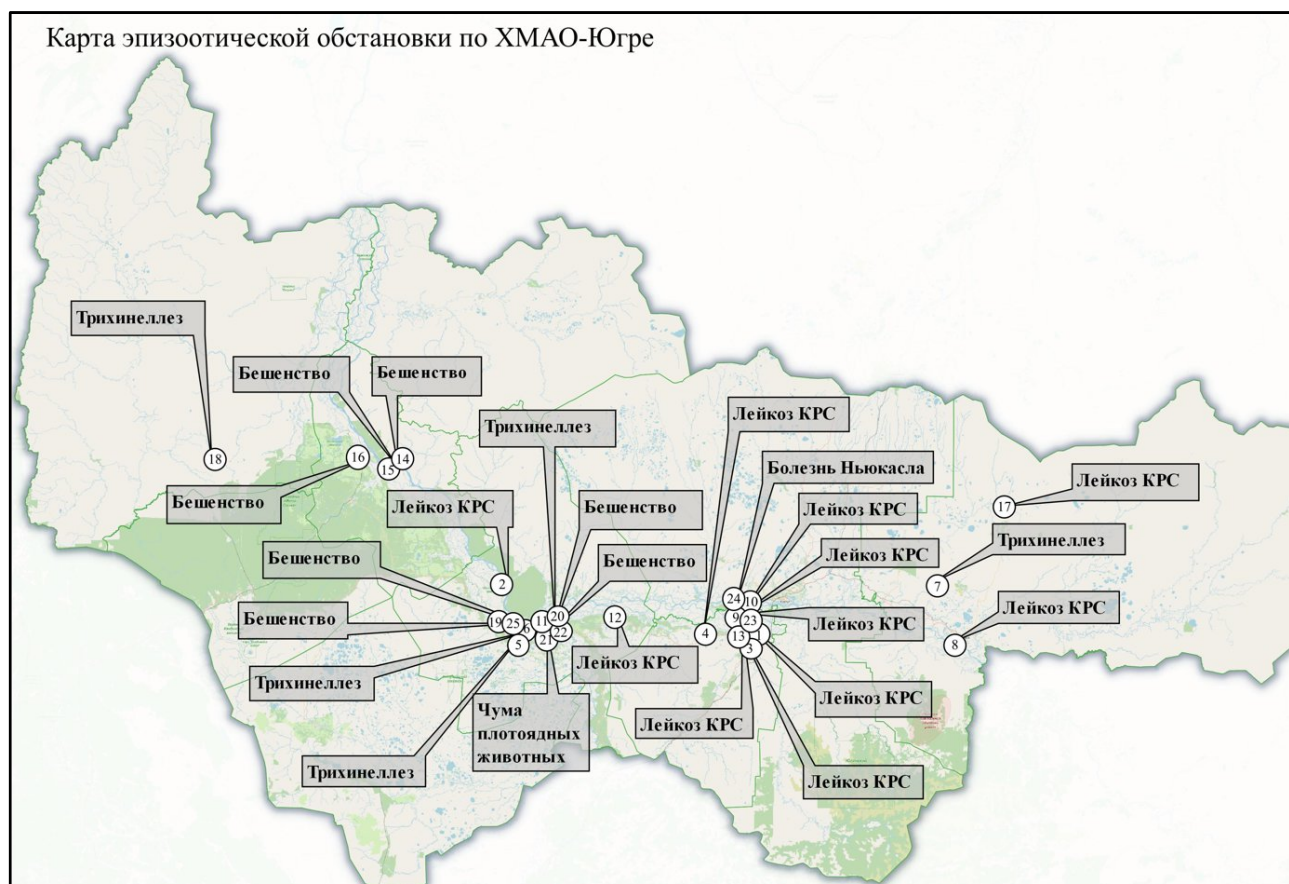 Карта эпизоотической обстановки по ХМАО-Югре
Трихинеллез
Бешенство
Бешенство
Трихинеллез
Лейкоз КРС
Болезнь Ньюкасла
Лейкоз КРС
Бешенство
Лейкоз КРС
Лейкоз КРС
Бешенство
Лейкоз КРС
Трихинеллез
Бешенство
Бешенство
Лейкоз КРС
Лейкоз КРС
Бешенство
Лейкоз КРС
Трихинеллез
Лейкоз КРС
Лейкоз КРС
Чума
плотоядных
животных
Трихинеллез
Лейкоз КРС
18
16
15
14
17
2
7
24
10
19
25
6
11
20
12
9
23
5
21
22
4
13
3
8